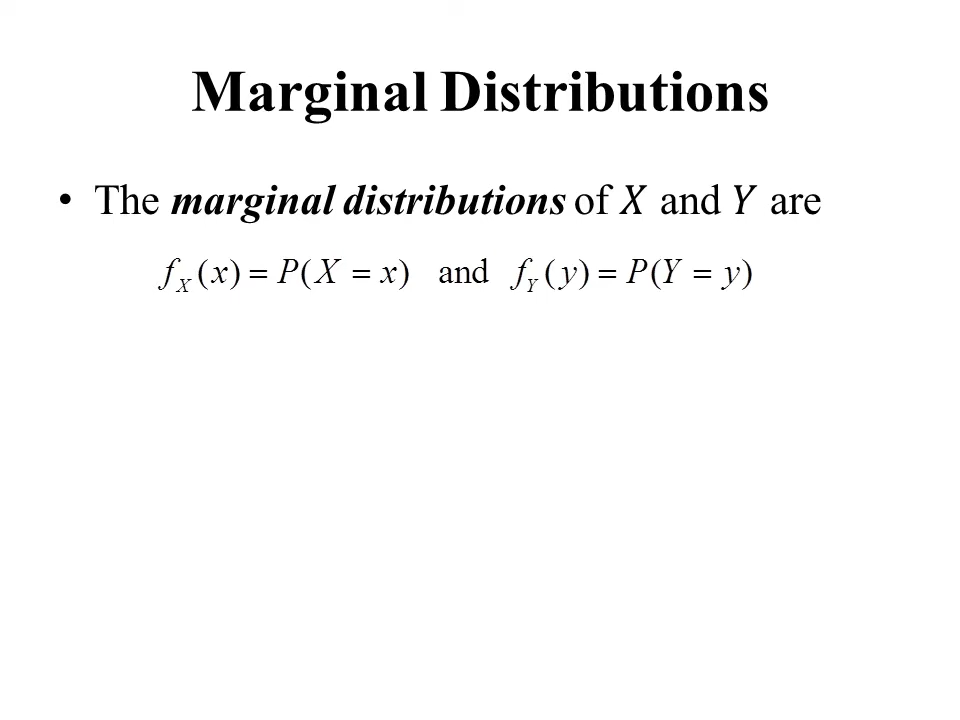 Marginal Distributions
• The marginal distributions of X and Y are
f_X(x) = P(X = x) and f_Y(y) = P(Y = y)